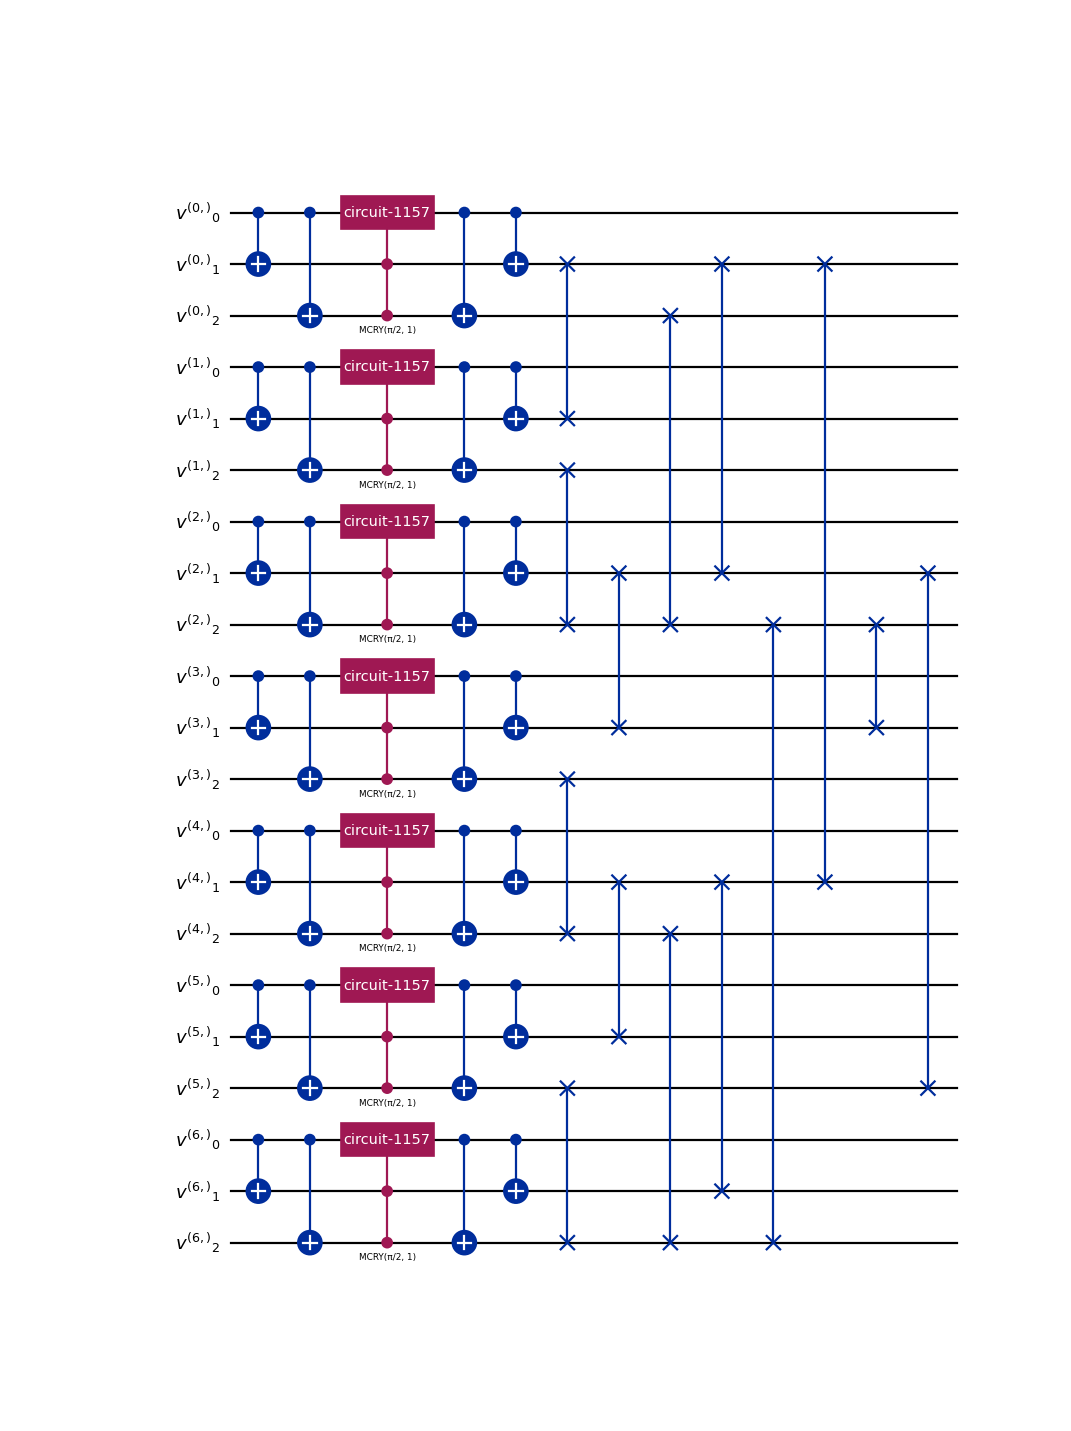 v^(0,)_0 circuit-1157
v^(0,)_1
v^(0,)_2
MCRY(π/2, 1)
v^(1,)_0 circuit-1157
v^(1,)_1
v^(1,)_2
MCRY(π/2, 1)
v^(2,)_0 circuit-1157
v^(2,)_1
v^(2,)_2
MCRY(π/2, 1)
v^(3,)_0 circuit-1157
v^(3,)_1
v^(3,)_2
MCRY(π/2, 1)
v^(4,)_0 circuit-1157
v^(4,)_1
v^(4,)_2
MCRY(π/2, 1)
v^(5,)_0 circuit-1157
v^(5,)_1
v^(5,)_2
MCRY(π/2, 1)
v^(6,)_0 circuit-1157
v^(6,)_1
v^(6,)_2
MCRY(π/2, 1)